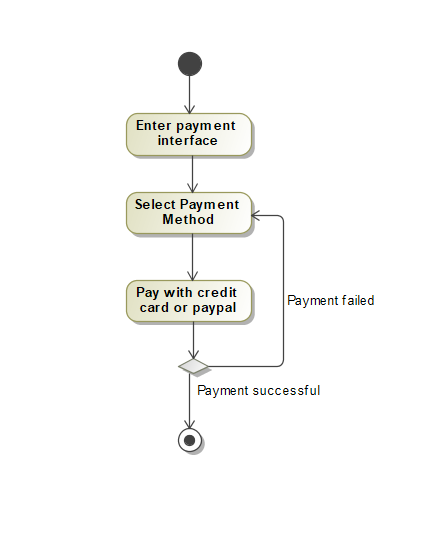 Enter payment
interface
Select Payment
Method
Pay with credit
card or paypal
Payment failed
Payment successful